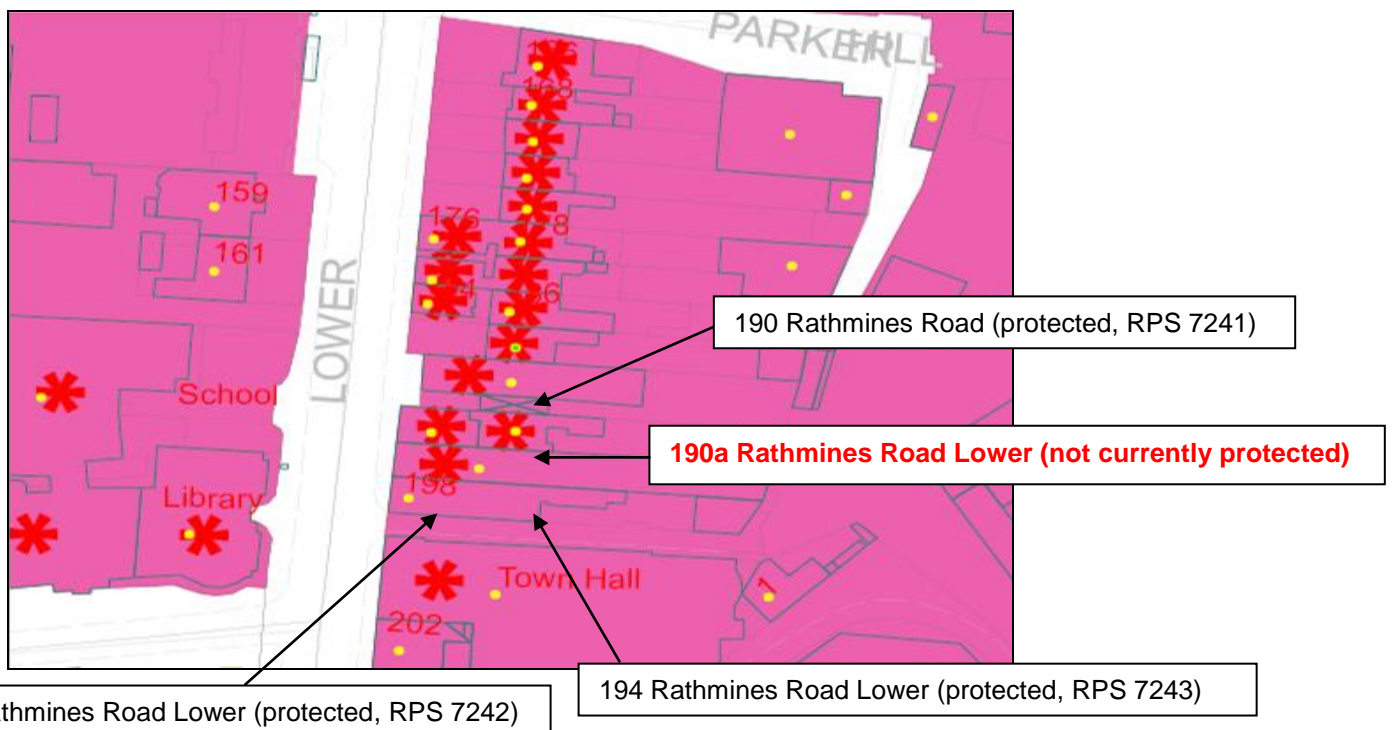 PARKER HILL
168
159
176
161
LOWER
190 Rathmines Road (protected, RPS 7241)
School
190a Rathmines Road Lower (not currently protected)
Library
198
Town Hall
1
202
194 Rathmines Road Lower (protected, RPS 7243)
Road Lower (protected, RPS 7242)